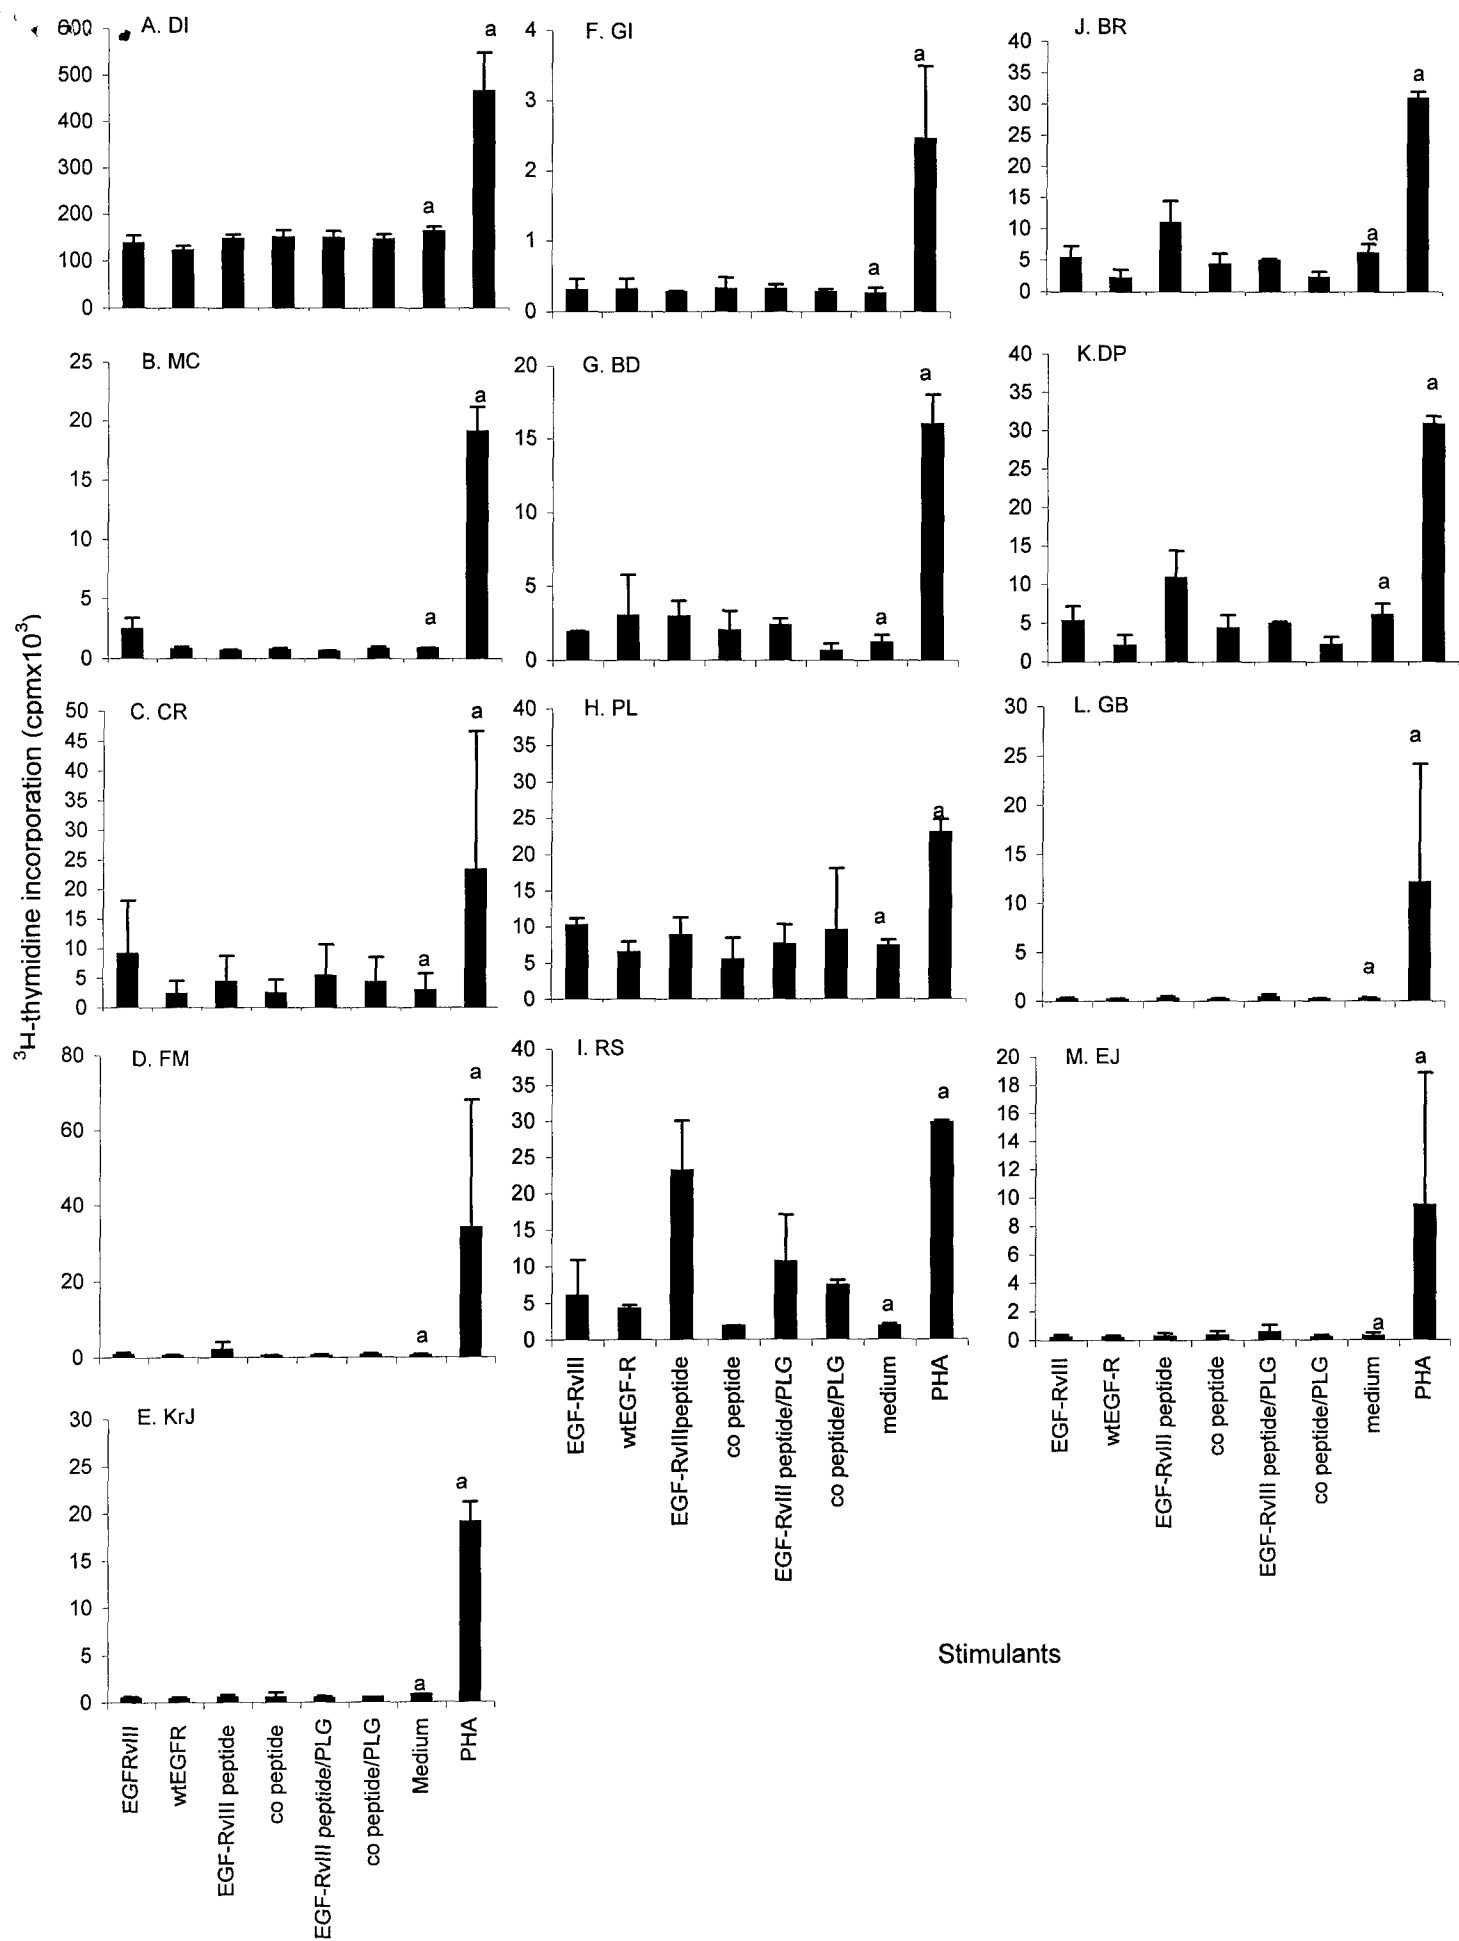 ³H-thymidine incorporation (cpmx10³)
A. DI
600
500
400
300
200
100
0
a
a
B. MC
25
20
15
10
5
0
a
a
C. CR
50
45
40
35
30
25
20
15
10
5
0
a
a
D. FM
80
60
40
20
0
a
a
E. KrJ
30
25
20
15
10
5
0
a
a
EGFRvIII
wtEGFR
EGF-RvIII peptide
co peptide
EGF-RvIII peptide/PLG
co peptide/PLG
Medium
PHA
F. GI
4
3
2
1
0
a
a
G. BD
20
15
10
5
0
a
a
H. PL
40
35
30
25
20
15
10
5
0
a
a
I. RS
40
35
30
25
20
15
10
5
0
a
a
EGF-RvIII
wtEGF-R
EGF-RvIIIpeptide
co peptide
EGF-RvIII peptide/PLG
co peptide/PLG
medium
PHA
J. BR
40
35
30
25
20
15
10
5
0
a
a
K.DP
40
35
30
25
20
15
10
5
0
a
a
L. GB
30
25
20
15
10
5
0
a
a
M. EJ
20
18
16
14
12
10
8
6
4
2
0
a
a
EGF-RvIII
wtEGF-R
EGF-RvIII peptide
co peptide
EGF-RvIII peptide/PLG
co peptide/PLG
medium
PHA
Stimulants